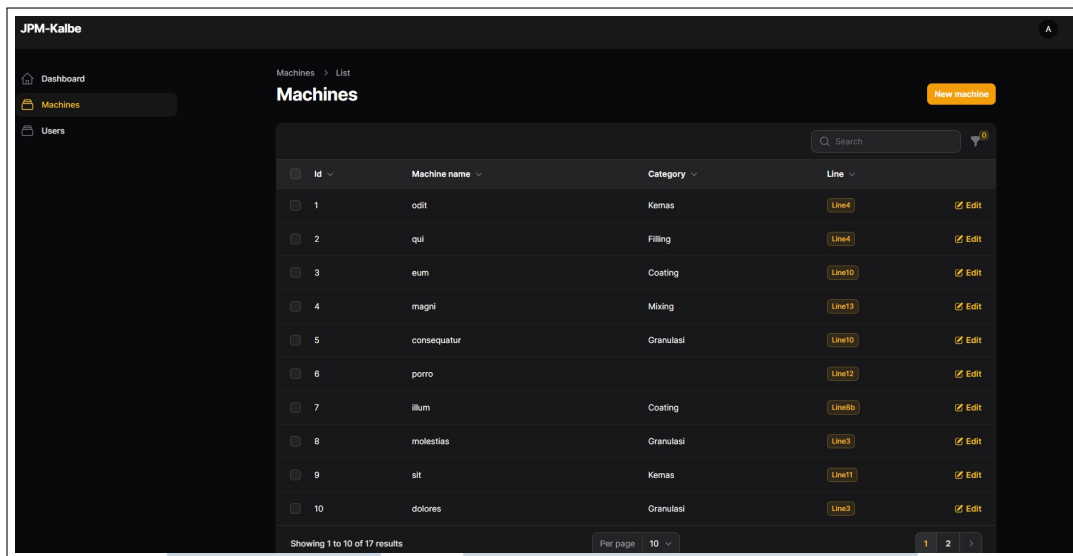 JPM-Kalbe
A
Dashboard
Machines
Users
Machines > List
Machines
New machine
Search
0
Id Machine name Category Line
1 odit Kemas Line4 Edit
2 qui Filling Line4 Edit
3 eum Coating Line10 Edit
4 magni Mixing Line13 Edit
5 consequatur Granulasi Line10 Edit
6 porro Line12 Edit
7 illum Coating Line8b Edit
8 molestias Granulasi Line3 Edit
9 sit Kemas Line11 Edit
10 dolores Granulasi Line3 Edit
Showing 1 to 10 of 17 results Per page 10 1 2 >